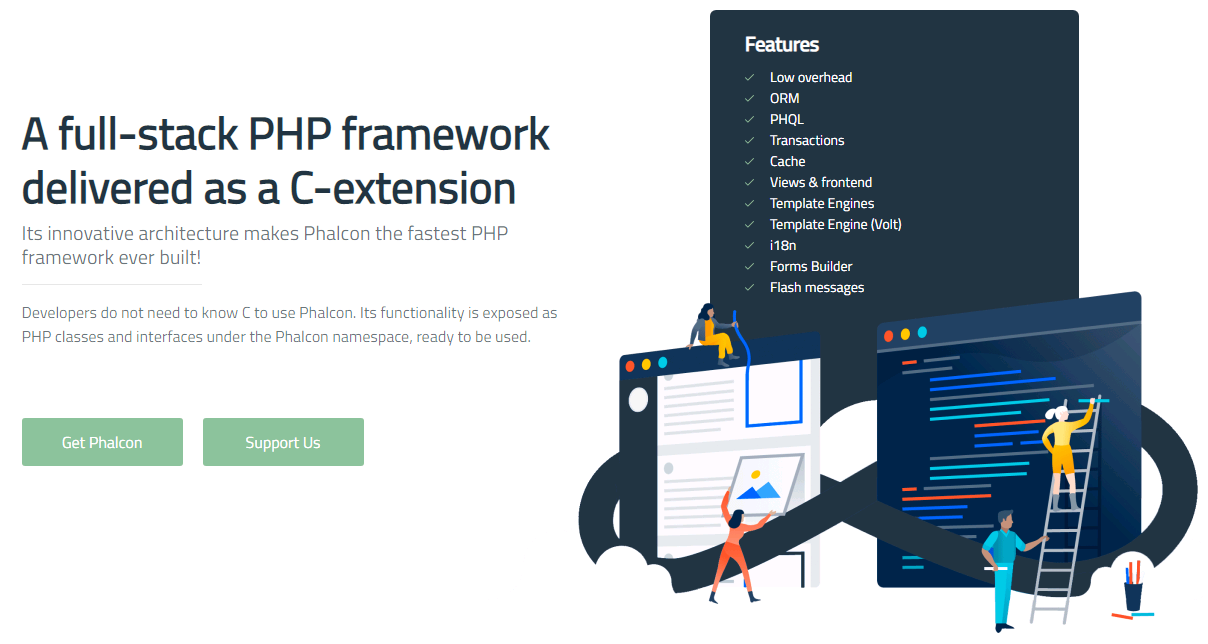 A full-stack PHP framework
delivered as a C-extension
Its innovative architecture makes Phalcon the fastest PHP
framework ever built!
Developers do not need to know C to use Phalcon. Its functionality is exposed as
PHP classes and interfaces under the Phalcon namespace, ready to be used.
Get Phalcon
Support Us
Features
Low overhead
ORM
PHQL
Transactions
Cache
Views & frontend
Template Engines
Template Engine (Volt)
i18n
Forms Builder
Flash messages